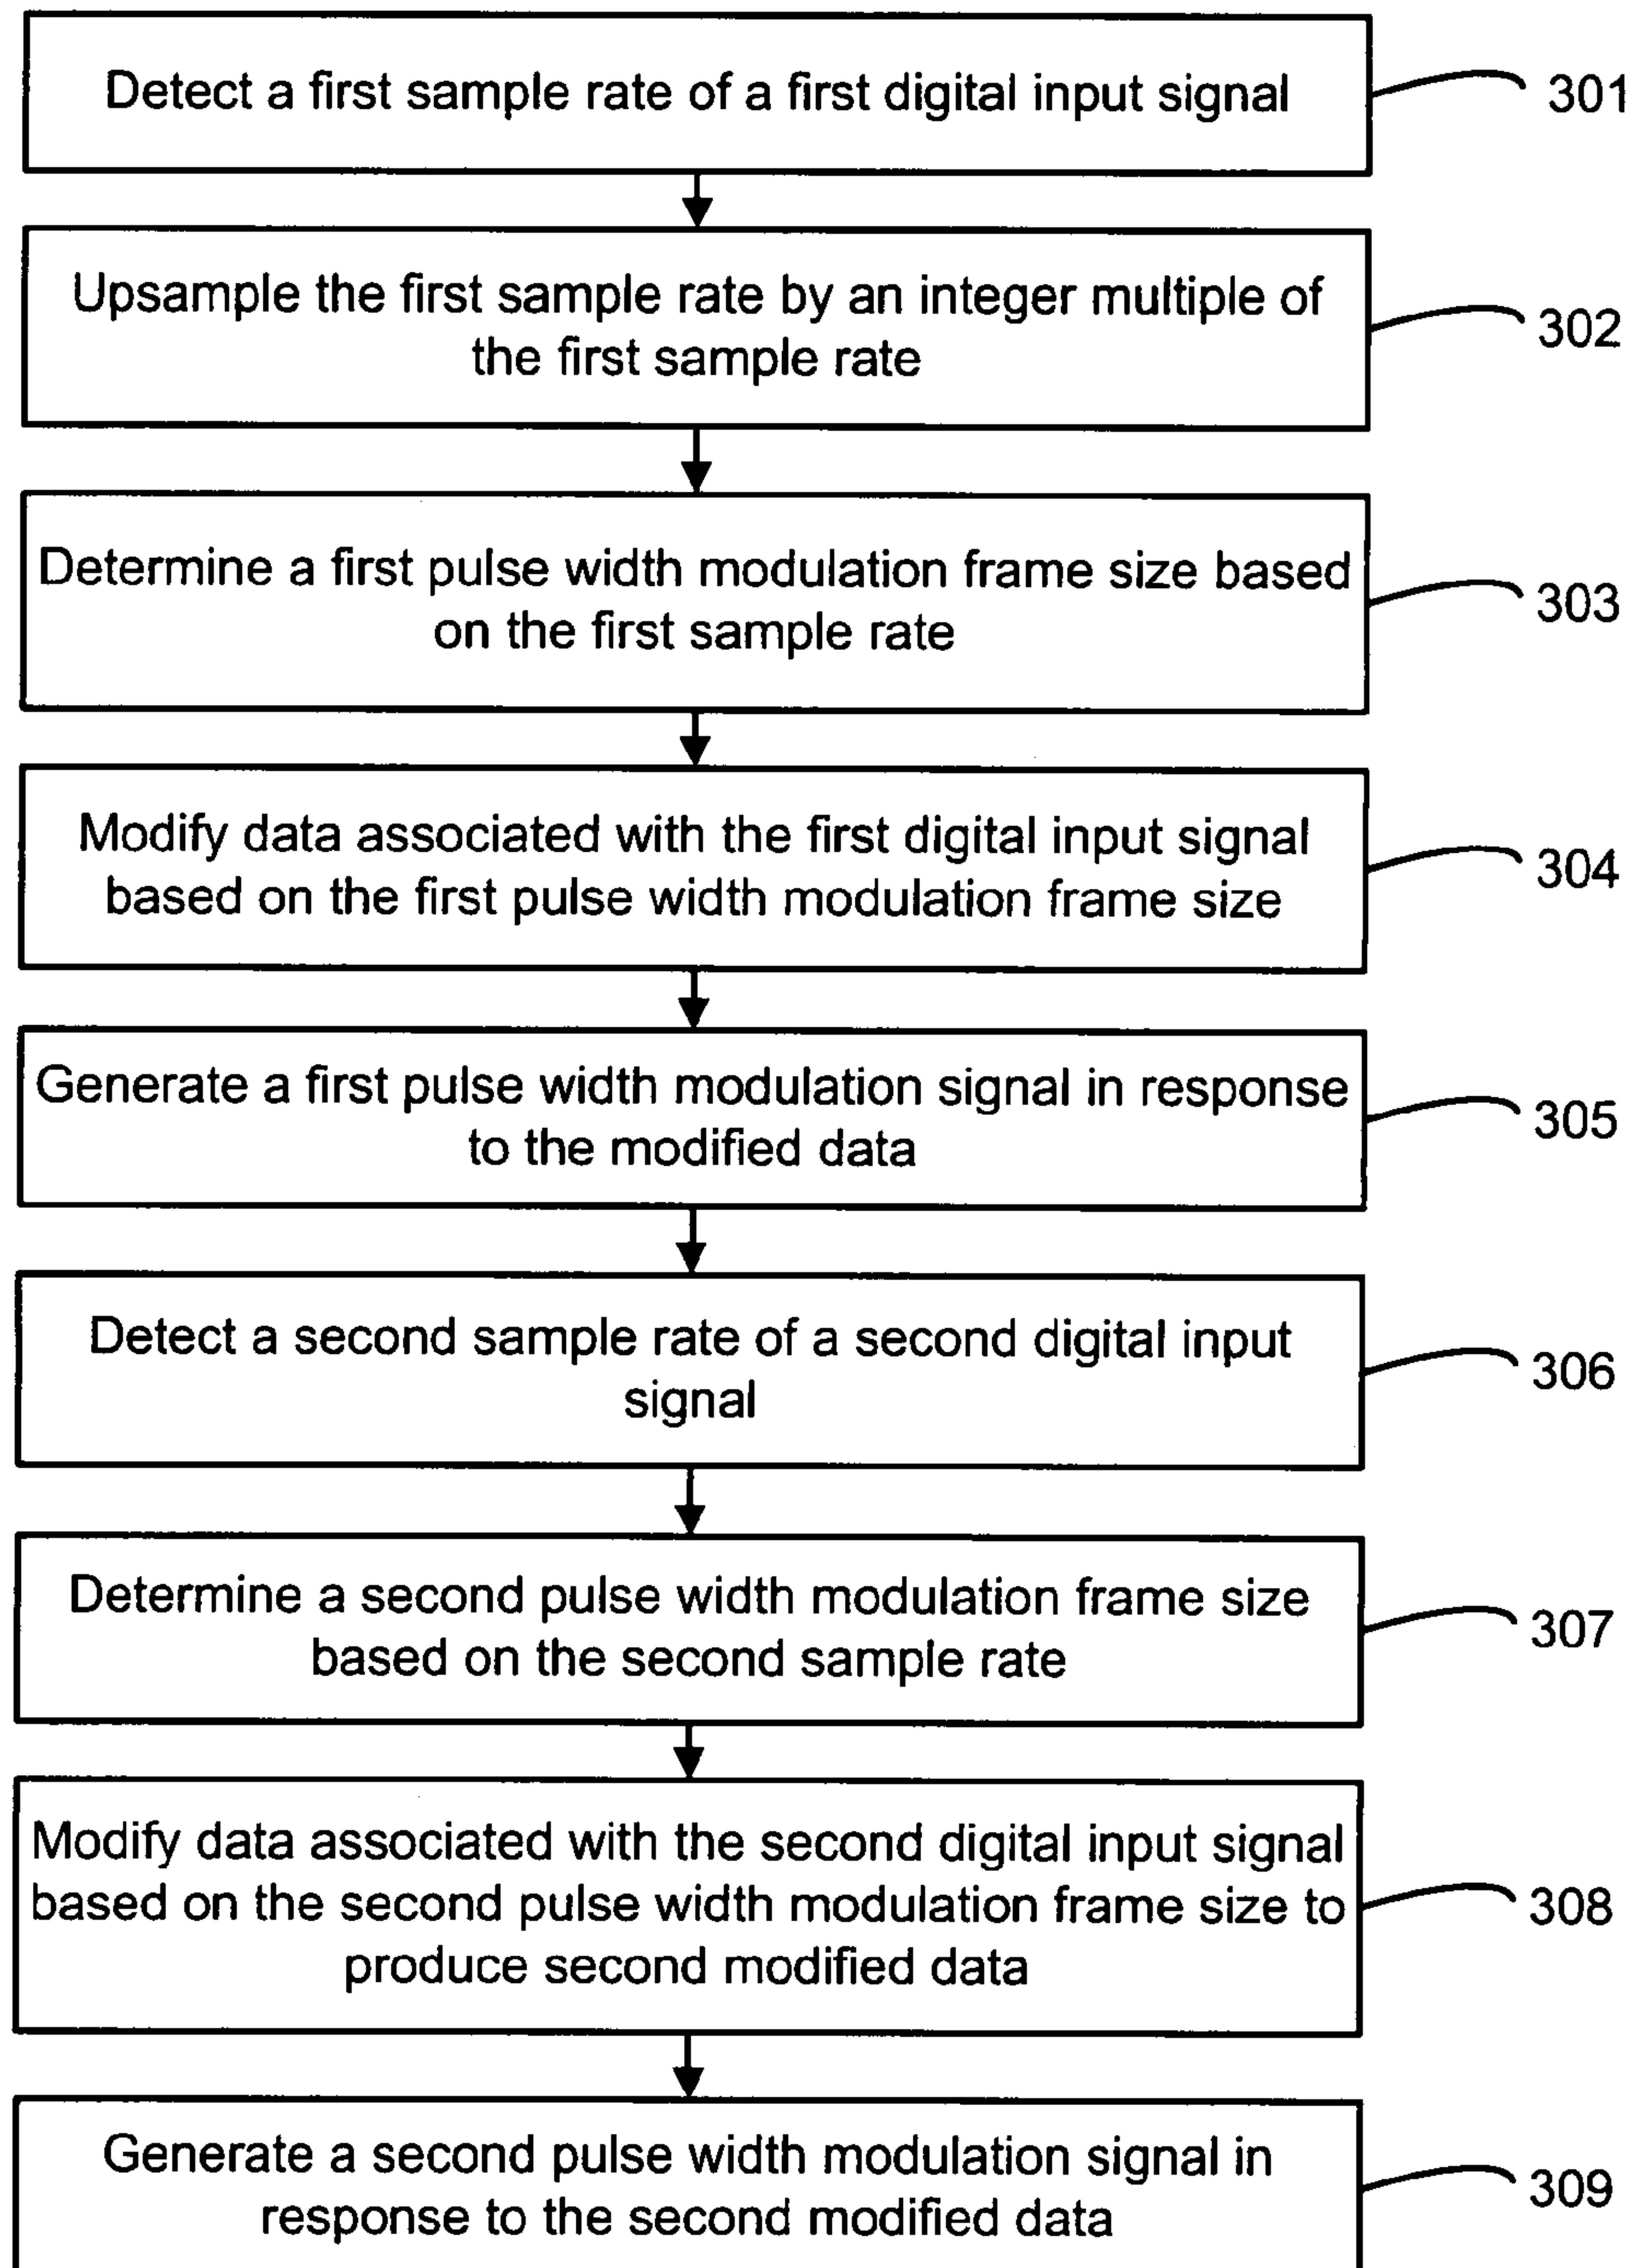 Detect a first sample rate of a first digital input signal
301
Upsample the first sample rate by an integer multiple of
the first sample rate
302
Determine a first pulse width modulation frame size based
on the first sample rate
303
Modify data associated with the first digital input signal
based on the first pulse width modulation frame size
304
Generate a first pulse width modulation signal in response
to the modified data
305
Detect a second sample rate of a second digital input
signal
306
Determine a second pulse width modulation frame size
based on the second sample rate
307
Modify data associated with the second digital input signal
based on the second pulse width modulation frame size to
produce second modified data
308
Generate a second pulse width modulation signal in
response to the second modified data
309